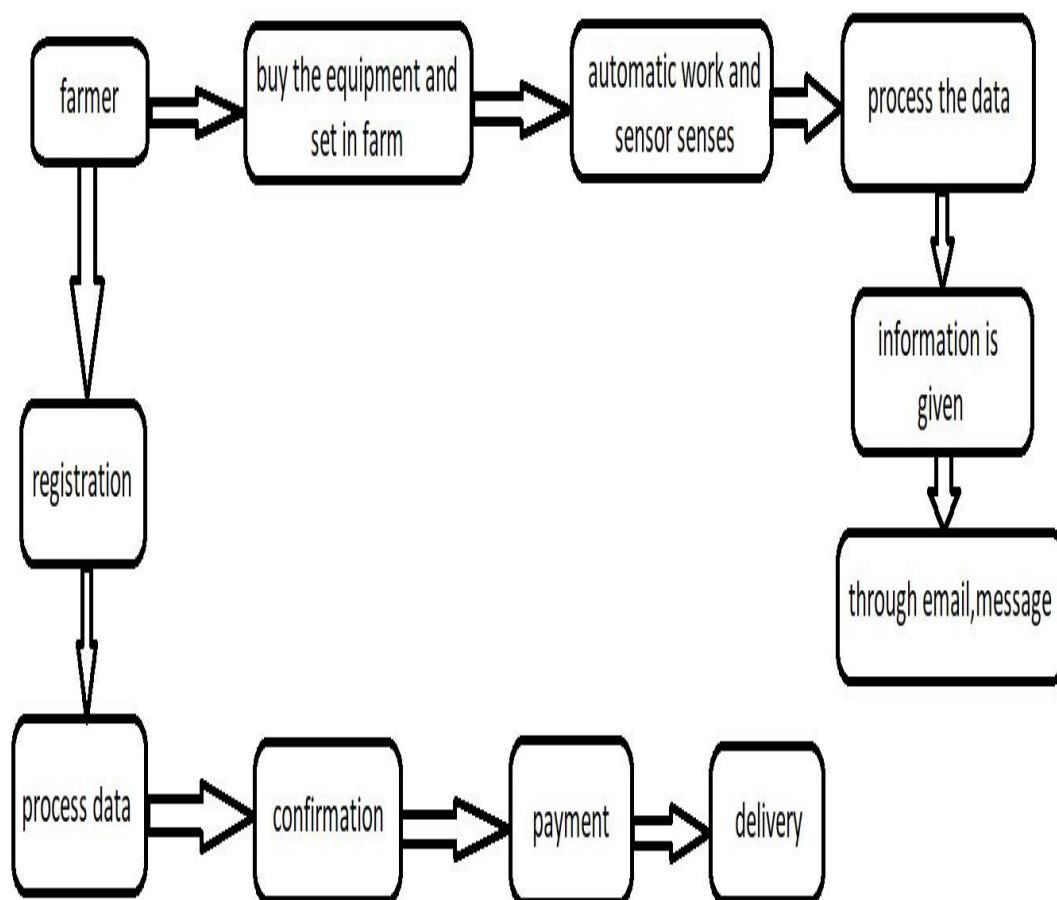 farmer
buy the equipment and
set in farm
automatic work and
sensor senses
process the data
information is
given
through email,message
registration
process data
confirmation
payment
delivery